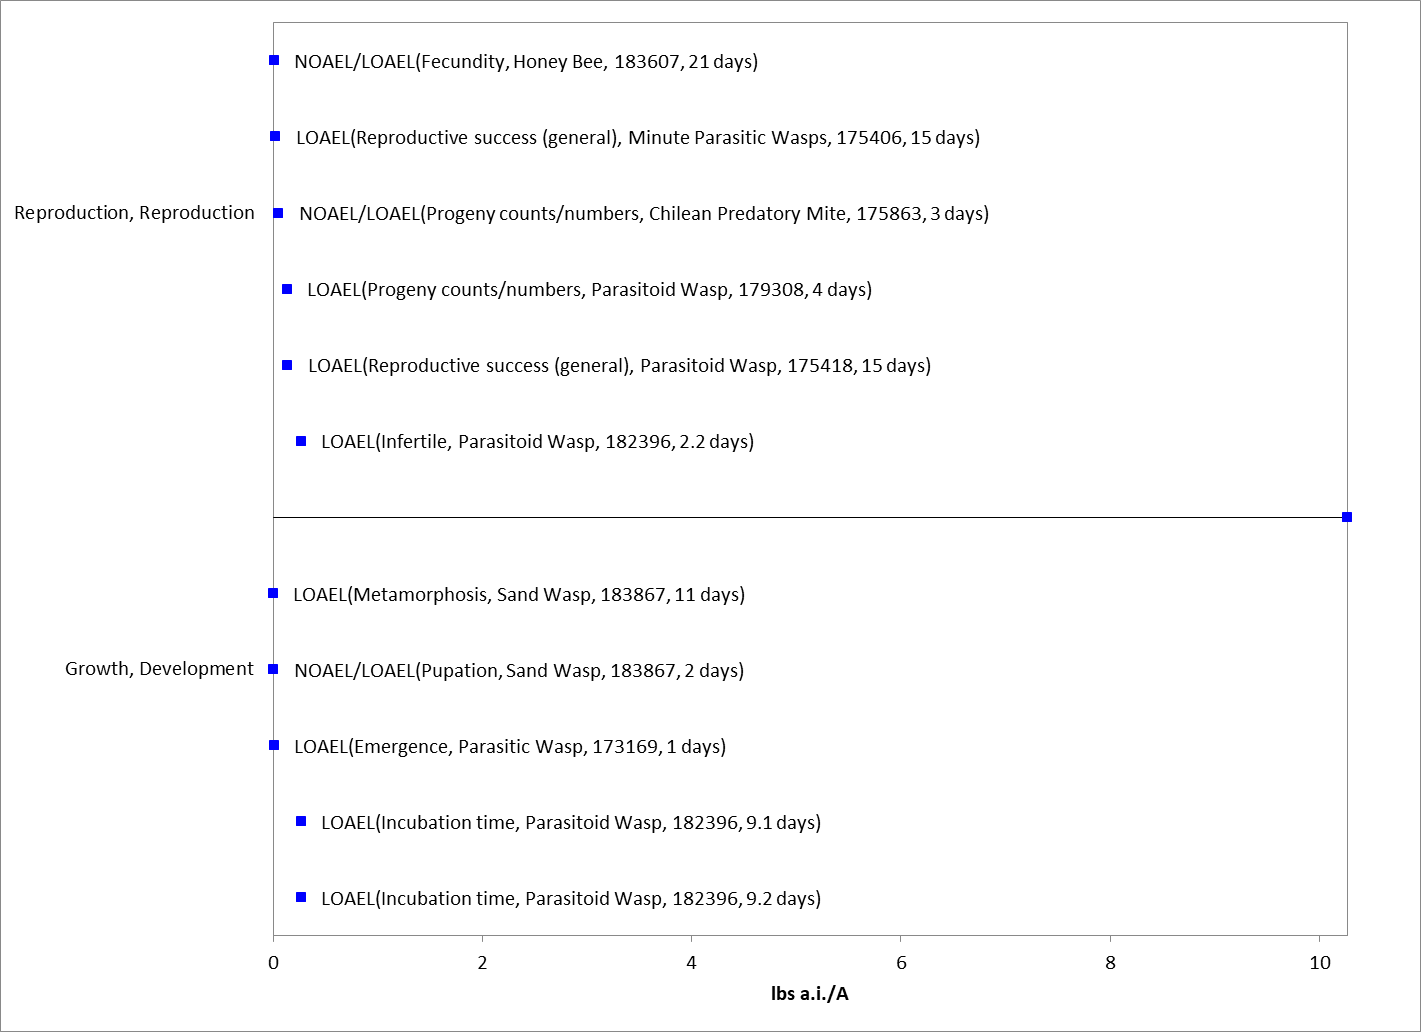 NOAEL/LOAEL(Fecundity, Honey Bee, 183607, 21 days)
LOAEL(Reproductive success (general), Minute Parasitic Wasps, 175406, 15 days)
Reproduction, Reproduction
NOAEL/LOAEL(Progeny counts/numbers, Chilean Predatory Mite, 175863, 3 days)
LOAEL(Progeny counts/numbers, Parasitoid Wasp, 179308, 4 days)
LOAEL(Reproductive success (general), Parasitoid Wasp, 175418, 15 days)
LOAEL(Infertile, Parasitoid Wasp, 182396, 2.2 days)
LOAEL(Metamorphosis, Sand Wasp, 183867, 11 days)
Growth, Development
NOAEL/LOAEL(Pupation, Sand Wasp, 183867, 2 days)
LOAEL(Emergence, Parasitic Wasp, 173169, 1 days)
LOAEL(Incubation time, Parasitoid Wasp, 182396, 9.1 days)
LOAEL(Incubation time, Parasitoid Wasp, 182396, 9.2 days)
0 2 4 6 8 10
lbs a.i./A